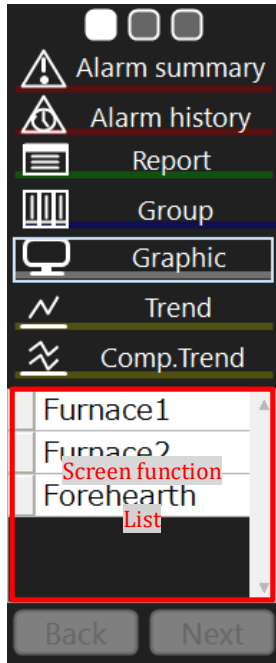 Alarm summary
Alarm history
Report
Group
Graphic
Trend
Comp.Trend
Furnace1
Furnace2
Screen function
Forehearth
List
Back Next